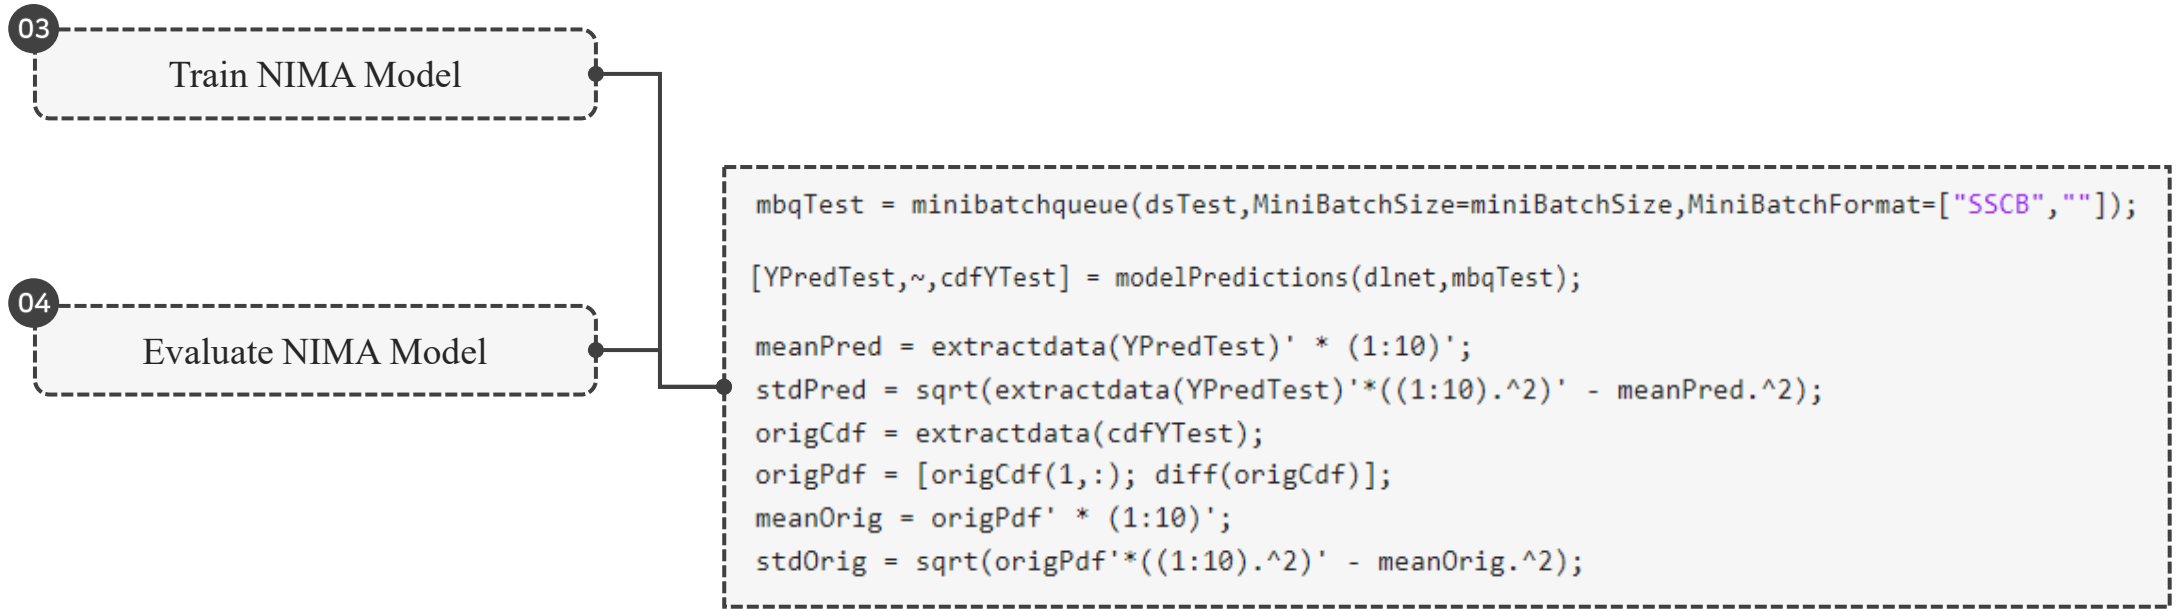 03
Train NIMA Model
04
Evaluate NIMA Model
mbqTest = minibatchqueue(dsTest,MiniBatchSize=miniBatchSize,MiniBatchFormat=["SSCB",""]);
[YPredTest,~,cdfYTest] = modelPredictions(dlnet,mbqTest);
meanPred = extractdata(YPredTest)' * (1:10)';
stdPred = sqrt(extractdata(YPredTest)'*((1:10).^2)' - meanPred.^2);
origCdf = extractdata(cdfYTest);
origPdf = [origCdf(1,:); diff(origCdf)];
meanOrig = origPdf' * (1:10)';
stdOrig = sqrt(origPdf'*((1:10).^2)' - meanOrig.^2);